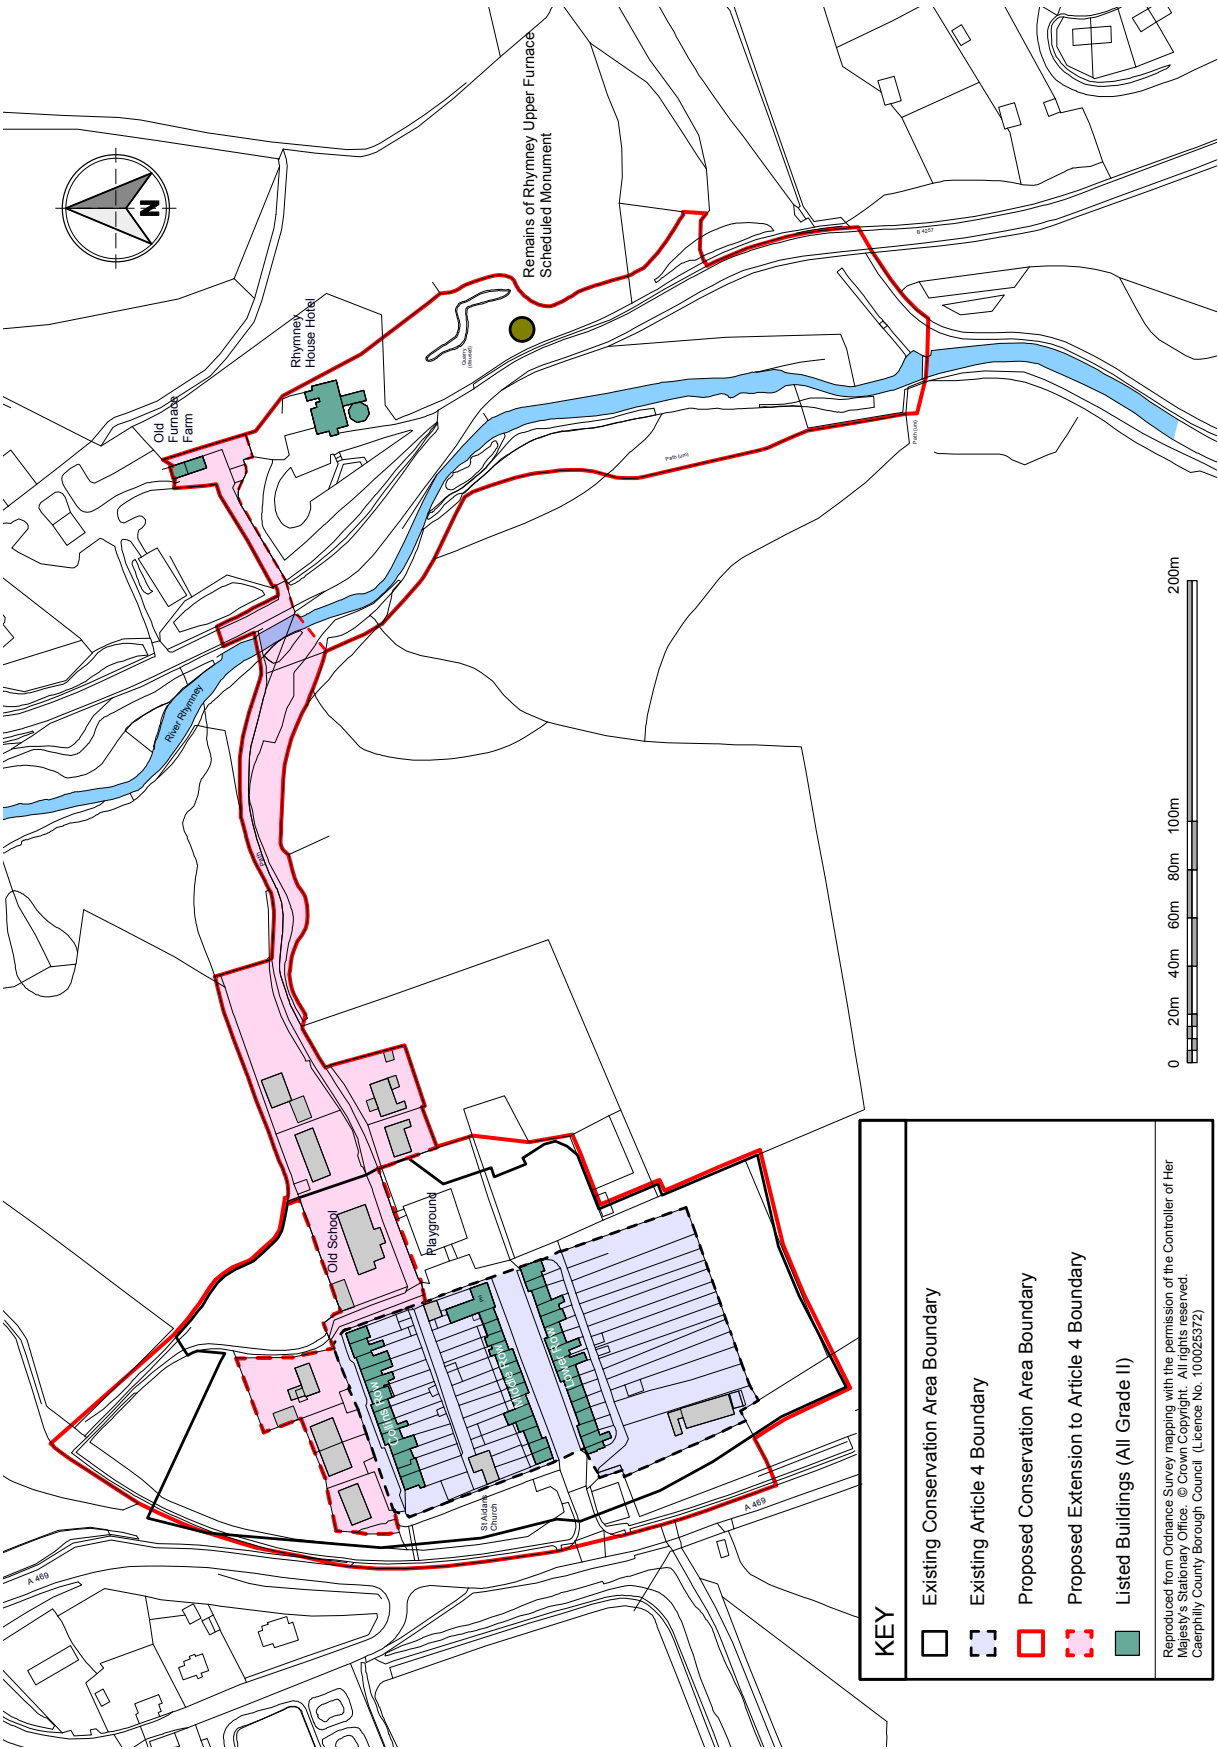 N
Remains of Rhymney Upper Furnace
Scheduled Monument
Rhymney
House Hotel
Old
Furnace
Farm
Quarry
(disused)
B 4257
Path (um)
Path (um)
River Rhymney
Path
Old School
Playground
Collins Row
Middle Row
Lower Row
St Aidans
Church
A 469
A 469
0 20m 40m 60m 80m 100m 200m
KEY
Existing Conservation Area Boundary
Existing Article 4 Boundary
Proposed Conservation Area Boundary
Proposed Extension to Article 4 Boundary
Listed Buildings (All Grade II)
Reproduced from Ordnance Survey mapping with the permission of the Controller of Her
Majesty's Stationary Office. © Crown Copyright. All rights reserved.
Caerphilly County Borough Council (Licence No. 100025372)